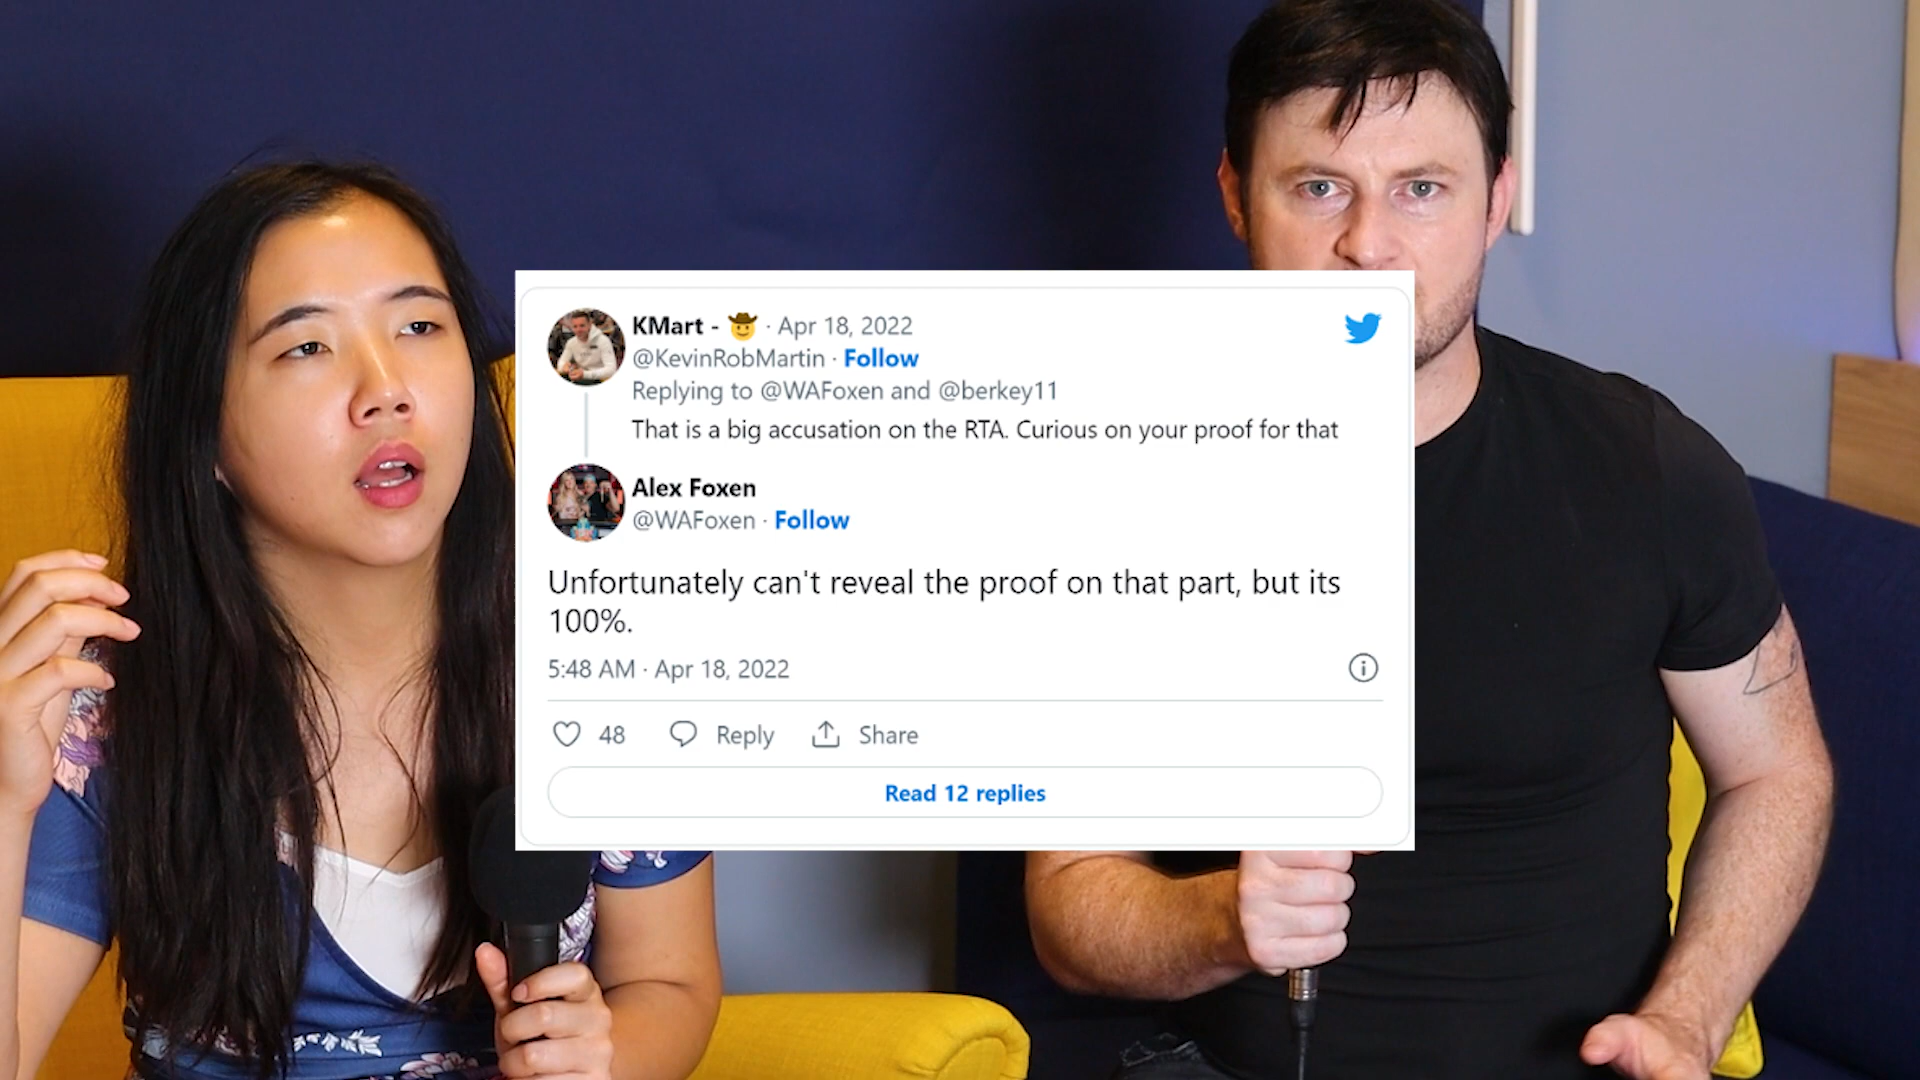 KMart - 🤠 · Apr 18, 2022
@KevinRobMartin · Follow
Replying to @WAFoxen and @berkey11
That is a big accusation on the RTA. Curious on your proof for that
Alex Foxen
@WAFoxen · Follow
Unfortunately can't reveal the proof on that part, but its
100%.
5:48 AM · Apr 18, 2022
48 Reply Share
Read 12 replies